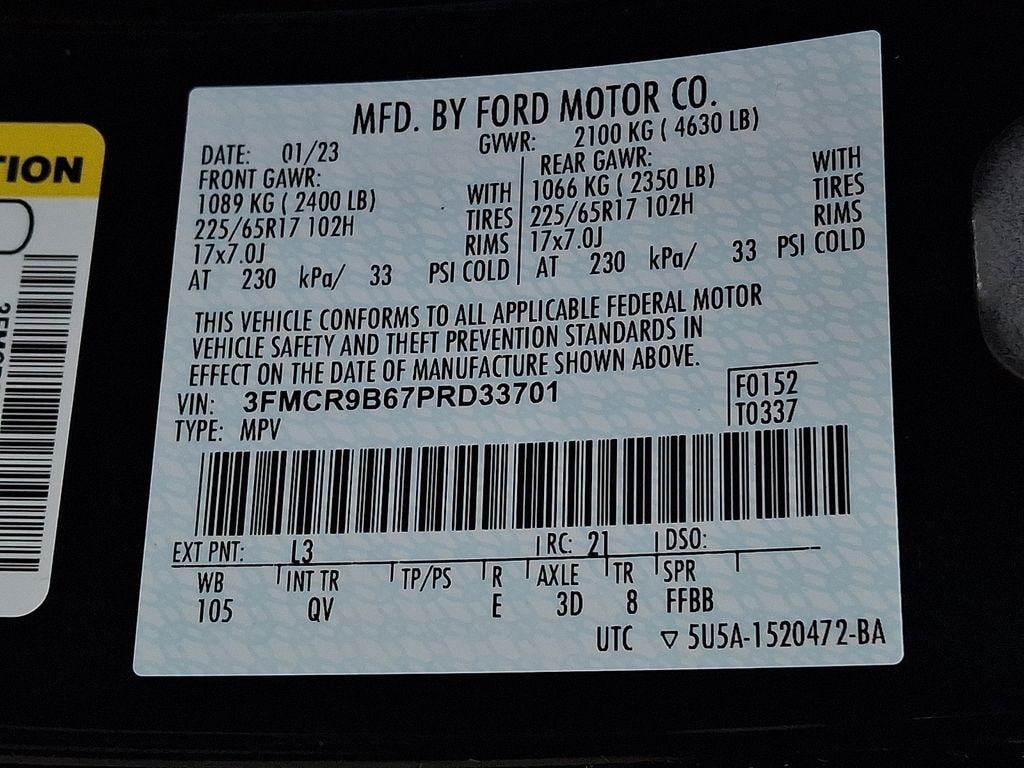 TION
MFD. BY FORD MOTOR CO.
DATE: 01/23 GVWR: 2100 KG ( 4630 LB)
FRONT GAWR: REAR GAWR:
1089 KG ( 2400 LB) WITH 1066 KG ( 2350 LB) WITH
225/65R17 102H TIRES 225/65R17 102H TIRES
17x7.0J RIMS 17x7.0J RIMS
AT 230 kPa/ 33 PSI COLD AT 230 kPa/ 33 PSI COLD
THIS VEHICLE CONFORMS TO ALL APPLICABLE FEDERAL MOTOR
VEHICLE SAFETY AND THEFT PREVENTION STANDARDS IN
EFFECT ON THE DATE OF MANUFACTURE SHOWN ABOVE.
VIN: 3FMCR9B67PRD33701 F0152
TYPE: MPV T0337
EXT PNT: L3 RC: 21 DSO:
WB INT TR TP/PS R AXLE TR SPR
105 QV E 3D 8 FFBB
UTC ▽ 5U5A-1520472-BA